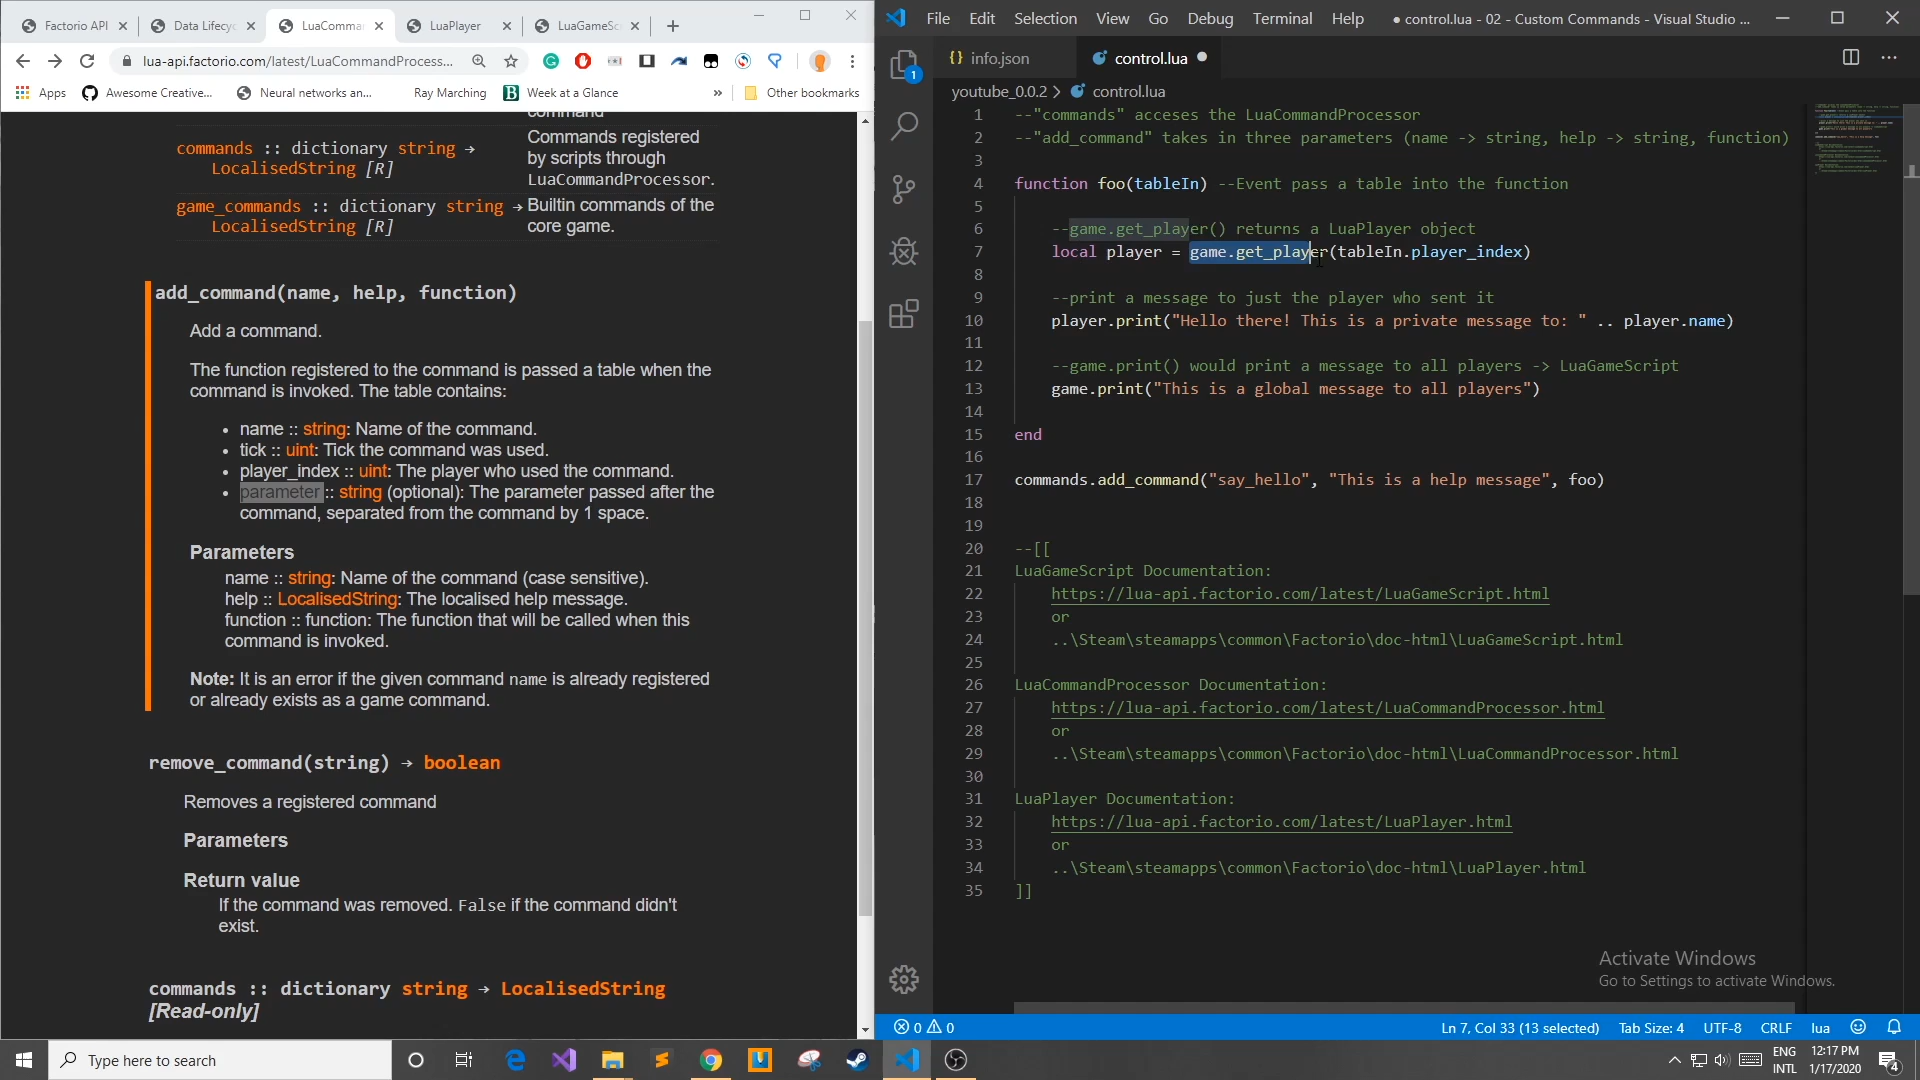 Factorio API
Data Lifecyc
LuaComma
LuaPlayer
LuaGameSc
lua-api.factorio.com/latest/LuaCommandProcess...
Apps
Awesome Creative...
Neural networks an...
Ray Marching
Week at a Glance
»
Other bookmarks
command
commands :: dictionary string → LocalisedString [R]
Commands registered by scripts through LuaCommandProcessor.
game_commands :: dictionary string → LocalisedString [R]
Builtin commands of the core game.
add_command(name, help, function)
Add a command.
The function registered to the command is passed a table when the
command is invoked. The table contains:
• name :: string: Name of the command.
• tick :: uint: Tick the command was used.
• player_index :: uint: The player who used the command.
• parameter :: string (optional): The parameter passed after the
command, separated from the command by 1 space.
Parameters
name :: string: Name of the command (case sensitive).
help :: LocalisedString: The localised help message.
function :: function: The function that will be called when this
command is invoked.
Note: It is an error if the given command name is already registered
or already exists as a game command.
remove_command(string) → boolean
Removes a registered command
Parameters
Return value
If the command was removed. False if the command didn't
exist.
commands :: dictionary string → LocalisedString
[Read-only]
File Edit Selection View Go Debug Terminal Help
● control.lua - 02 - Custom Commands - Visual Studio ...
{} info.json
control.lua ●
youtube_0.0.2 > control.lua
1 --"commands" acceses the LuaCommandProcessor
2 --"add_command" takes in three parameters (name -> string, help -> string, function)
3
4 function foo(tableIn) --Event pass a table into the function
5
6 --game.get_player() returns a LuaPlayer object
7 local player = game.get_player(tableIn.player_index)
8
9 --print a message to just the player who sent it
10 player.print("Hello there! This is a private message to: " .. player.name)
11
12 --game.print() would print a message to all players -> LuaGameScript
13 game.print("This is a global message to all players")
14
15 end
16
17 commands.add_command("say_hello", "This is a help message", foo)
18
19
20 --[[
21 LuaGameScript Documentation:
22 https://lua-api.factorio.com/latest/LuaGameScript.html
23 or
24 ..\Steam\steamapps\common\Factorio\doc-html\LuaGameScript.html
25
26 LuaCommandProcessor Documentation:
27 https://lua-api.factorio.com/latest/LuaCommandProcessor.html
28 or
29 ..\Steam\steamapps\common\Factorio\doc-html\LuaCommandProcessor.html
30
31 LuaPlayer Documentation:
32 https://lua-api.factorio.com/latest/LuaPlayer.html
33 or
34 ..\Steam\steamapps\common\Factorio\doc-html\LuaPlayer.html
35 ]]
1
Activate Windows
Go to Settings to activate Windows.
0 0
Ln 7, Col 33 (13 selected) Tab Size: 4 UTF-8 CRLF lua
Type here to search
ENG
INTL
12:17 PM
1/17/2020
4